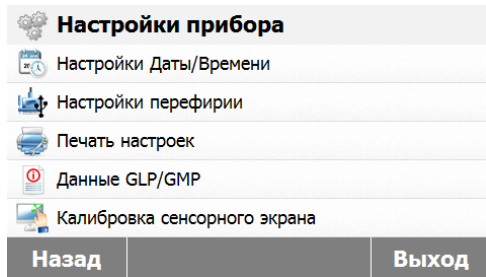 Настройки прибора
Настройки Даты/Времени
Настройки перефирии
Печать настроек
Данные GLP/GMP
Калибровка сенсорного экрана
Назад Выход